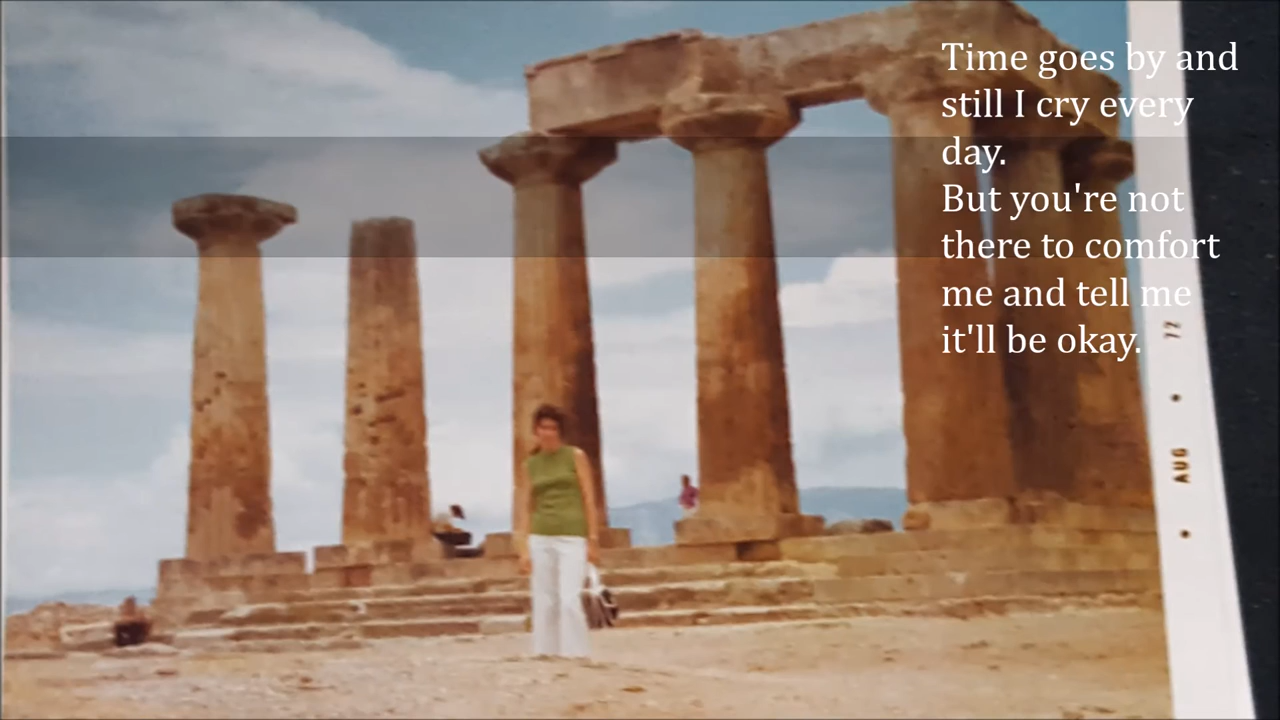 Time goes by and
still I cry every
day.
But you're not
there to comfort
me and tell me
it'll be okay.
• AUG • 72